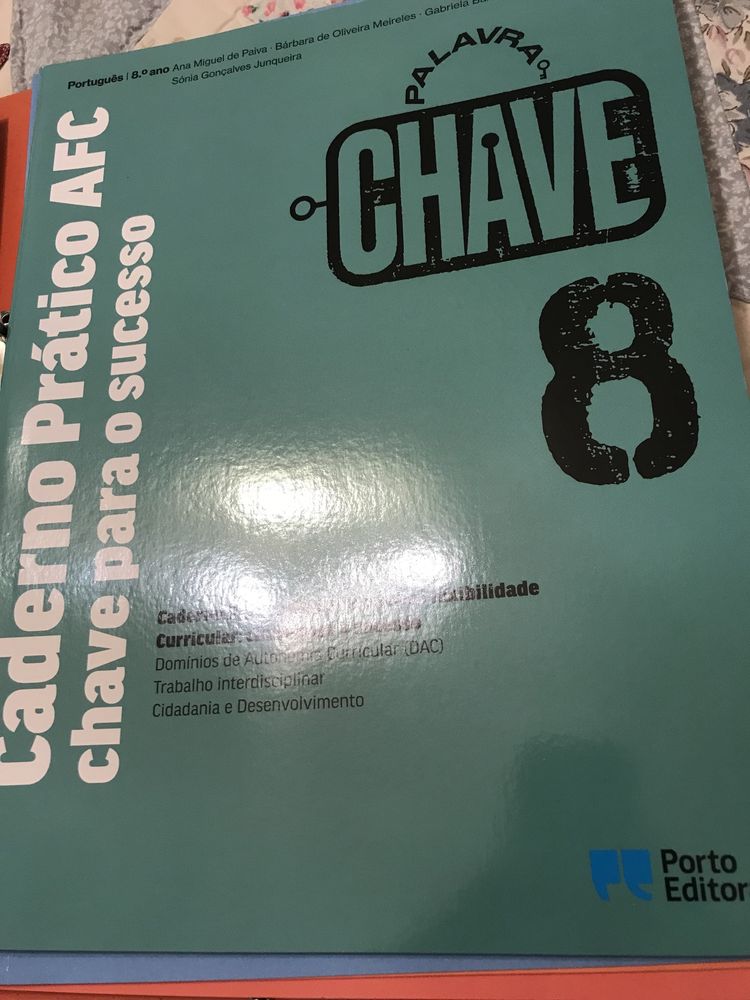 Português | 8.º ano Ana Miguel de Paiva · Bárbara de Oliveira Meireles · Gabriela
Sónia Gonçalves Junqueira
PALAVRA
CHAVE
8
Caderno Prático AFC
chave para o sucesso
Curricular:
Domínios de Autonomia Curricular (DAC)
Trabalho interdisciplinar
Cidadania e Desenvolvimento
Porto
Editor